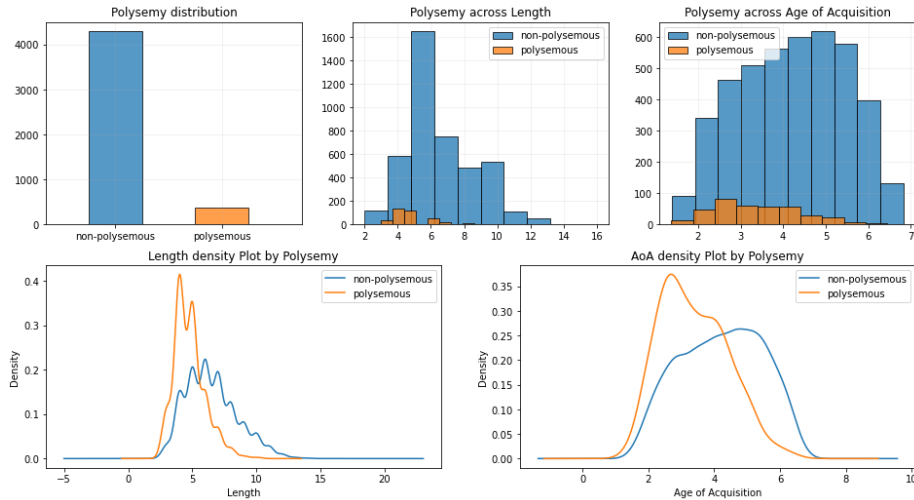 Polysemy distribution
4000
3000
2000
1000
0
non-polysemous polysemous
Polysemy across Length
non-polysemous
polysemous
1600
1400
1200
1000
800
600
400
200
0
2 4 6 8 10 12 14 16
Polysemy across Age of Acquisition
non-polysemous
polysemous
600
500
400
300
200
100
0
2 3 4 5 6 7
Length density Plot by Polysemy
non-polysemous
polysemous
Density
0.4
0.3
0.2
0.1
0.0
−5 0 5 10 15 20
Length
AoA density Plot by Polysemy
non-polysemous
polysemous
Density
0.35
0.30
0.25
0.20
0.15
0.10
0.05
0.00
0 2 4 6 8 10
Age of Acquisition